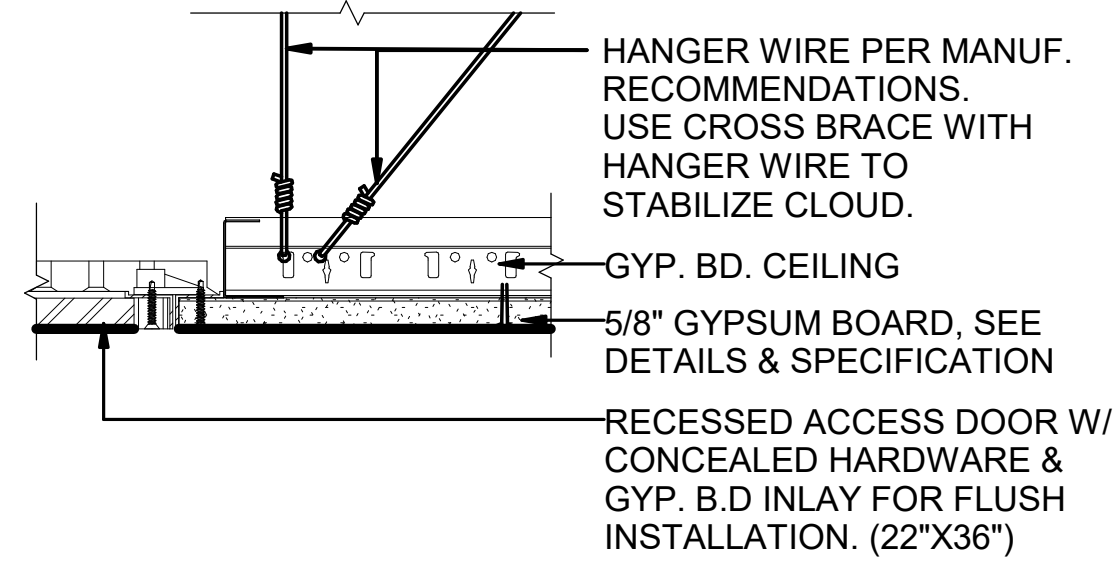 HANGER WIRE PER MANUF.
RECOMMENDATIONS.
USE CROSS BRACE WITH
HANGER WIRE TO
STABILIZE CLOUD.
GYP. BD. CEILING
5/8" GYPSUM BOARD, SEE
DETAILS & SPECIFICATION
RECESSED ACCESS DOOR W/
CONCEALED HARDWARE &
GYP. B.D INLAY FOR FLUSH
INSTALLATION. (22"X36")